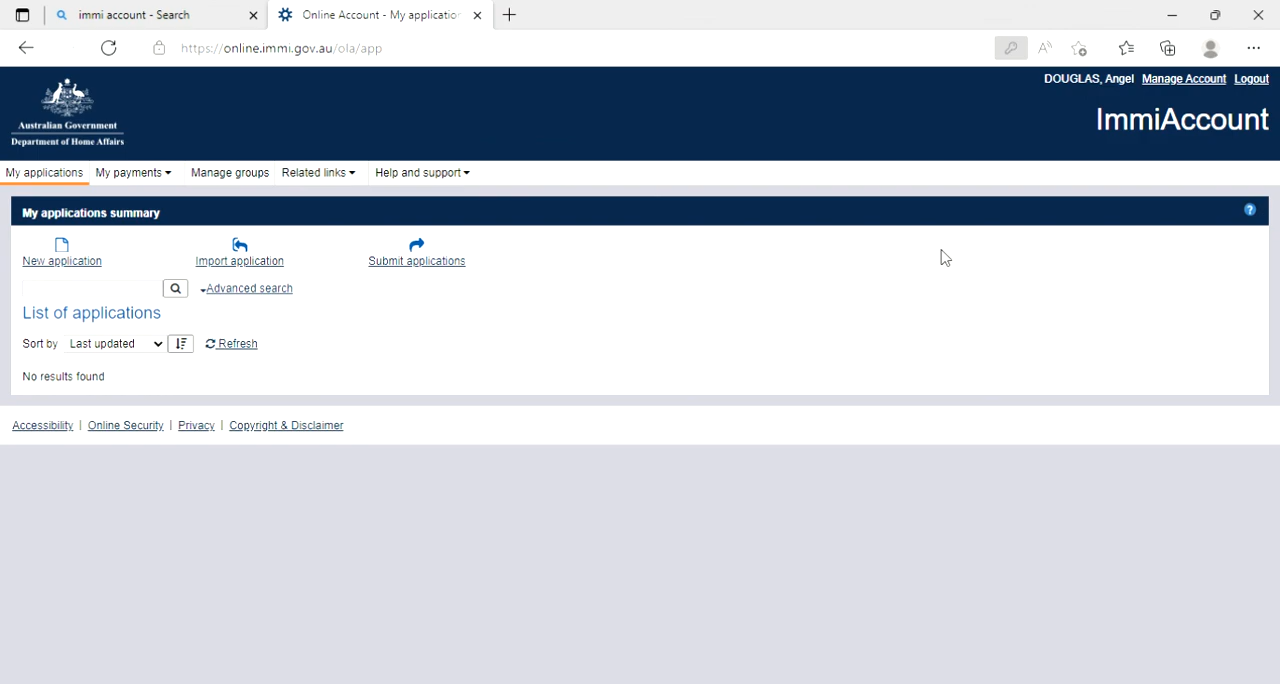 immi account - Search
Online Account - My application
https://online.immi.gov.au/ola/app
DOUGLAS, Angel Manage Account Logout
ImmiAccount
Australian Government
Department of Home Affairs
My applications My payments Manage groups Related links Help and support
My applications summary
?
New application Import application Submit applications
Advanced search
List of applications
Sort by Last updated Refresh
No results found
Accessibility | Online Security | Privacy | Copyright & Disclaimer